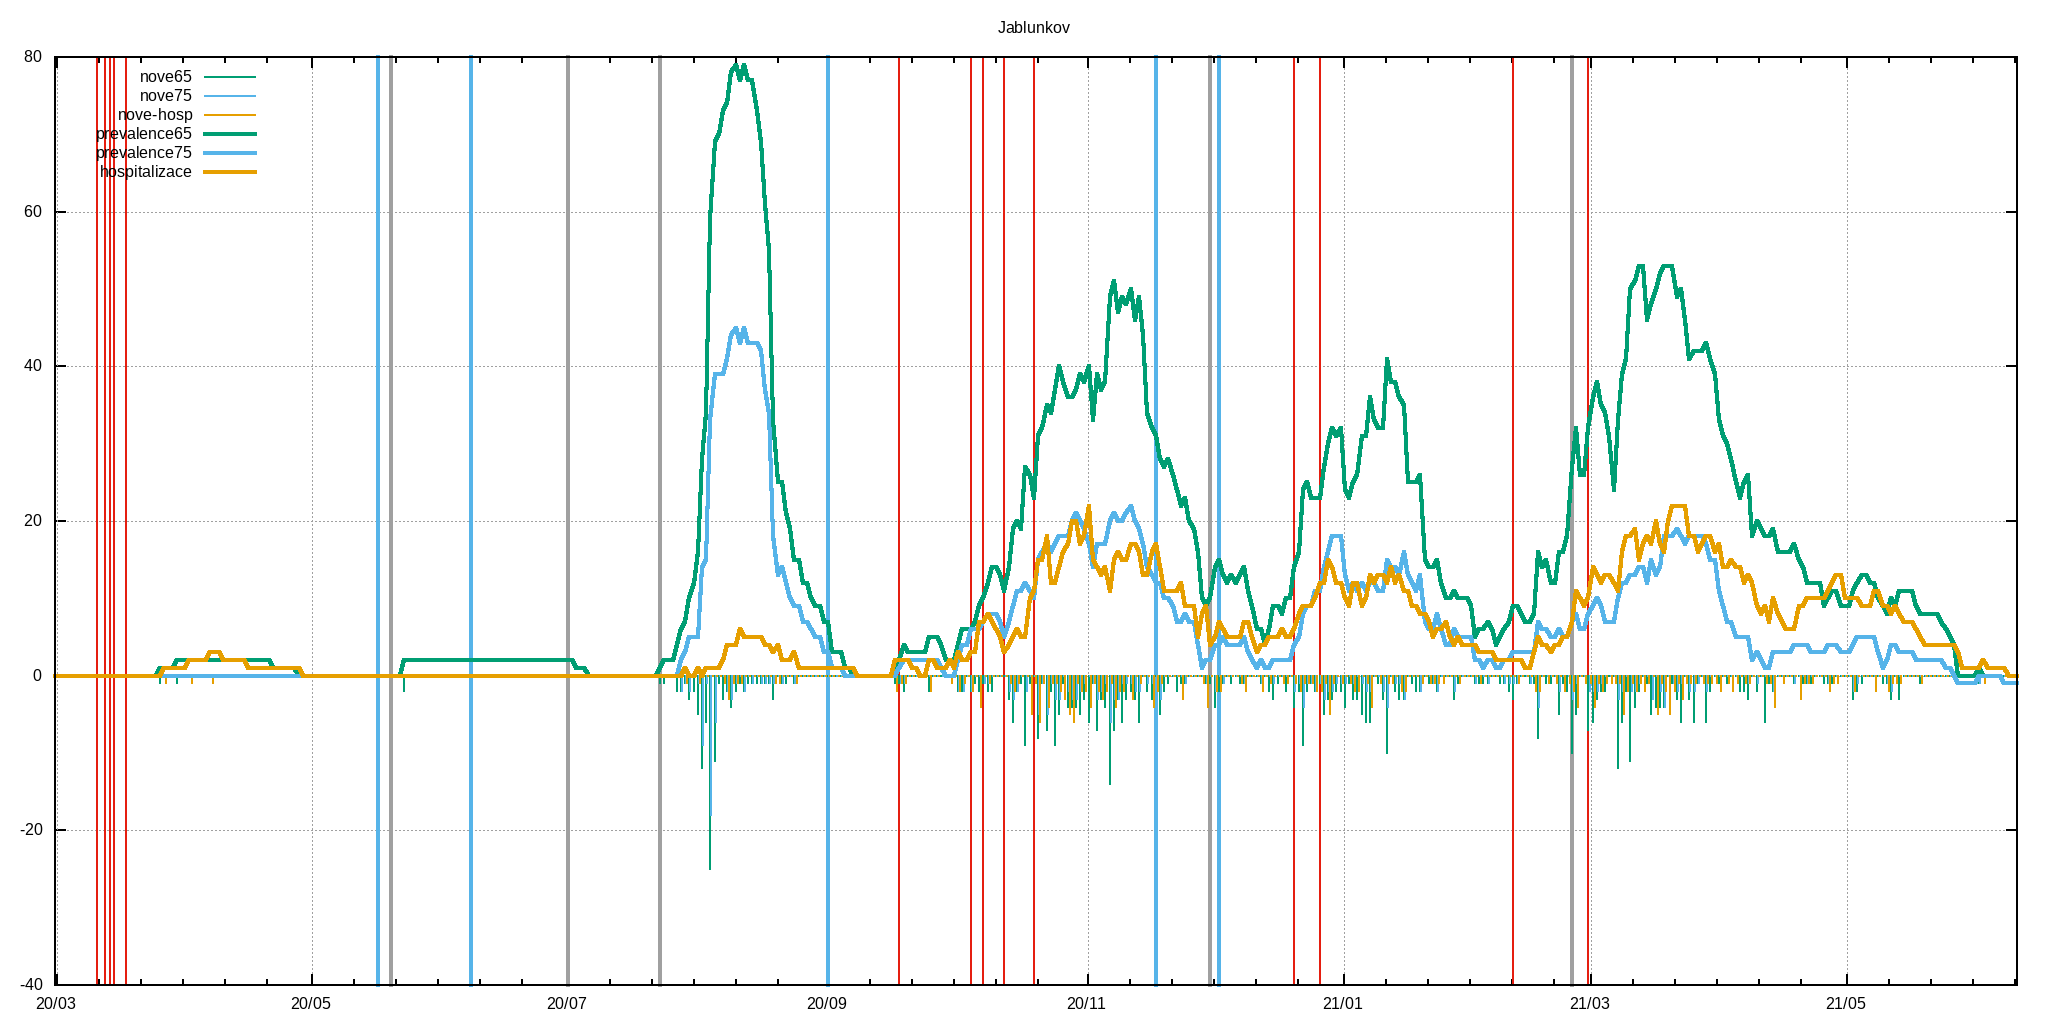 Jablunkov
80
nove65
nove75
nove-hosp
prevalence65
prevalence75
hospitalizace
60
40
20
0
-20
-40
20/03 20/05 20/07 20/09 20/11 21/01 21/03 21/05